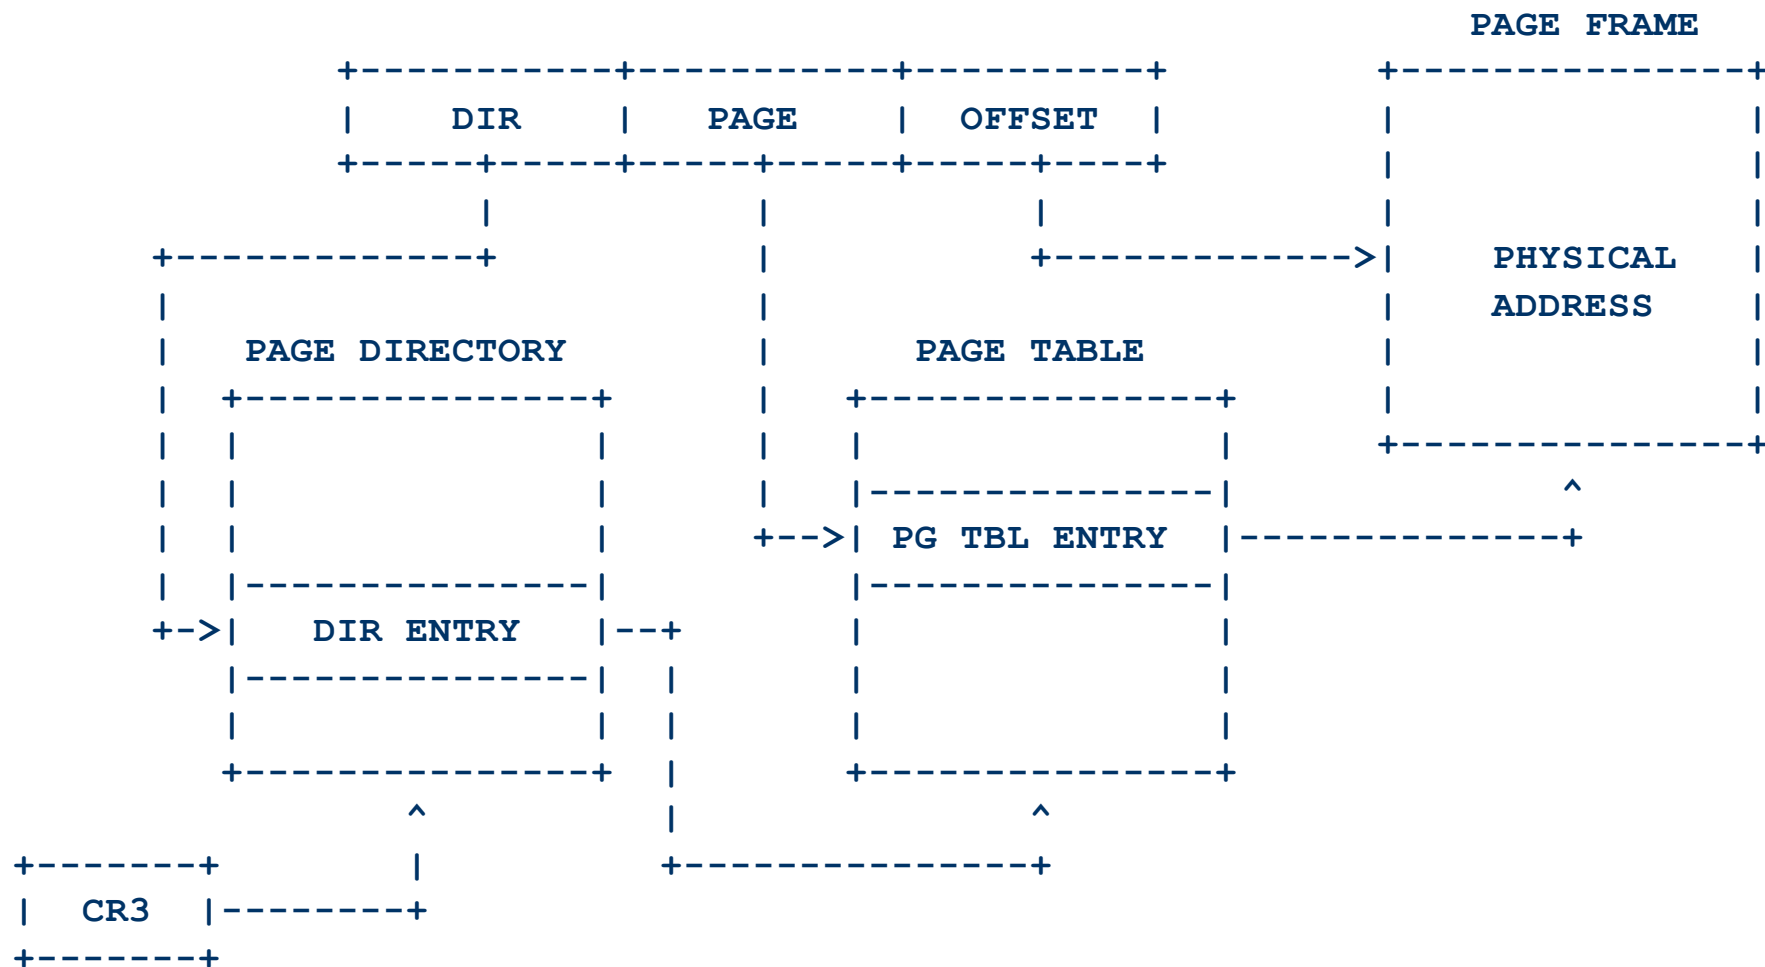 PAGE FRAME
DIR PAGE OFFSET
PHYSICAL
ADDRESS
PAGE DIRECTORY PAGE TABLE
PG TBL ENTRY
DIR ENTRY
CR3